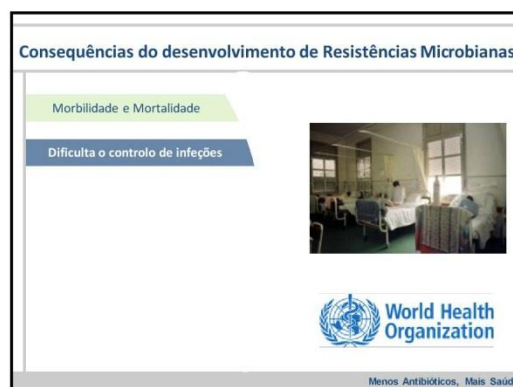 Consequências do desenvolvimento de Resistências Microbianas
Morbilidade e Mortalidade
Dificulta o controlo de infeções
World Health
Organization
Menos Antibióticos, Mais Saúd